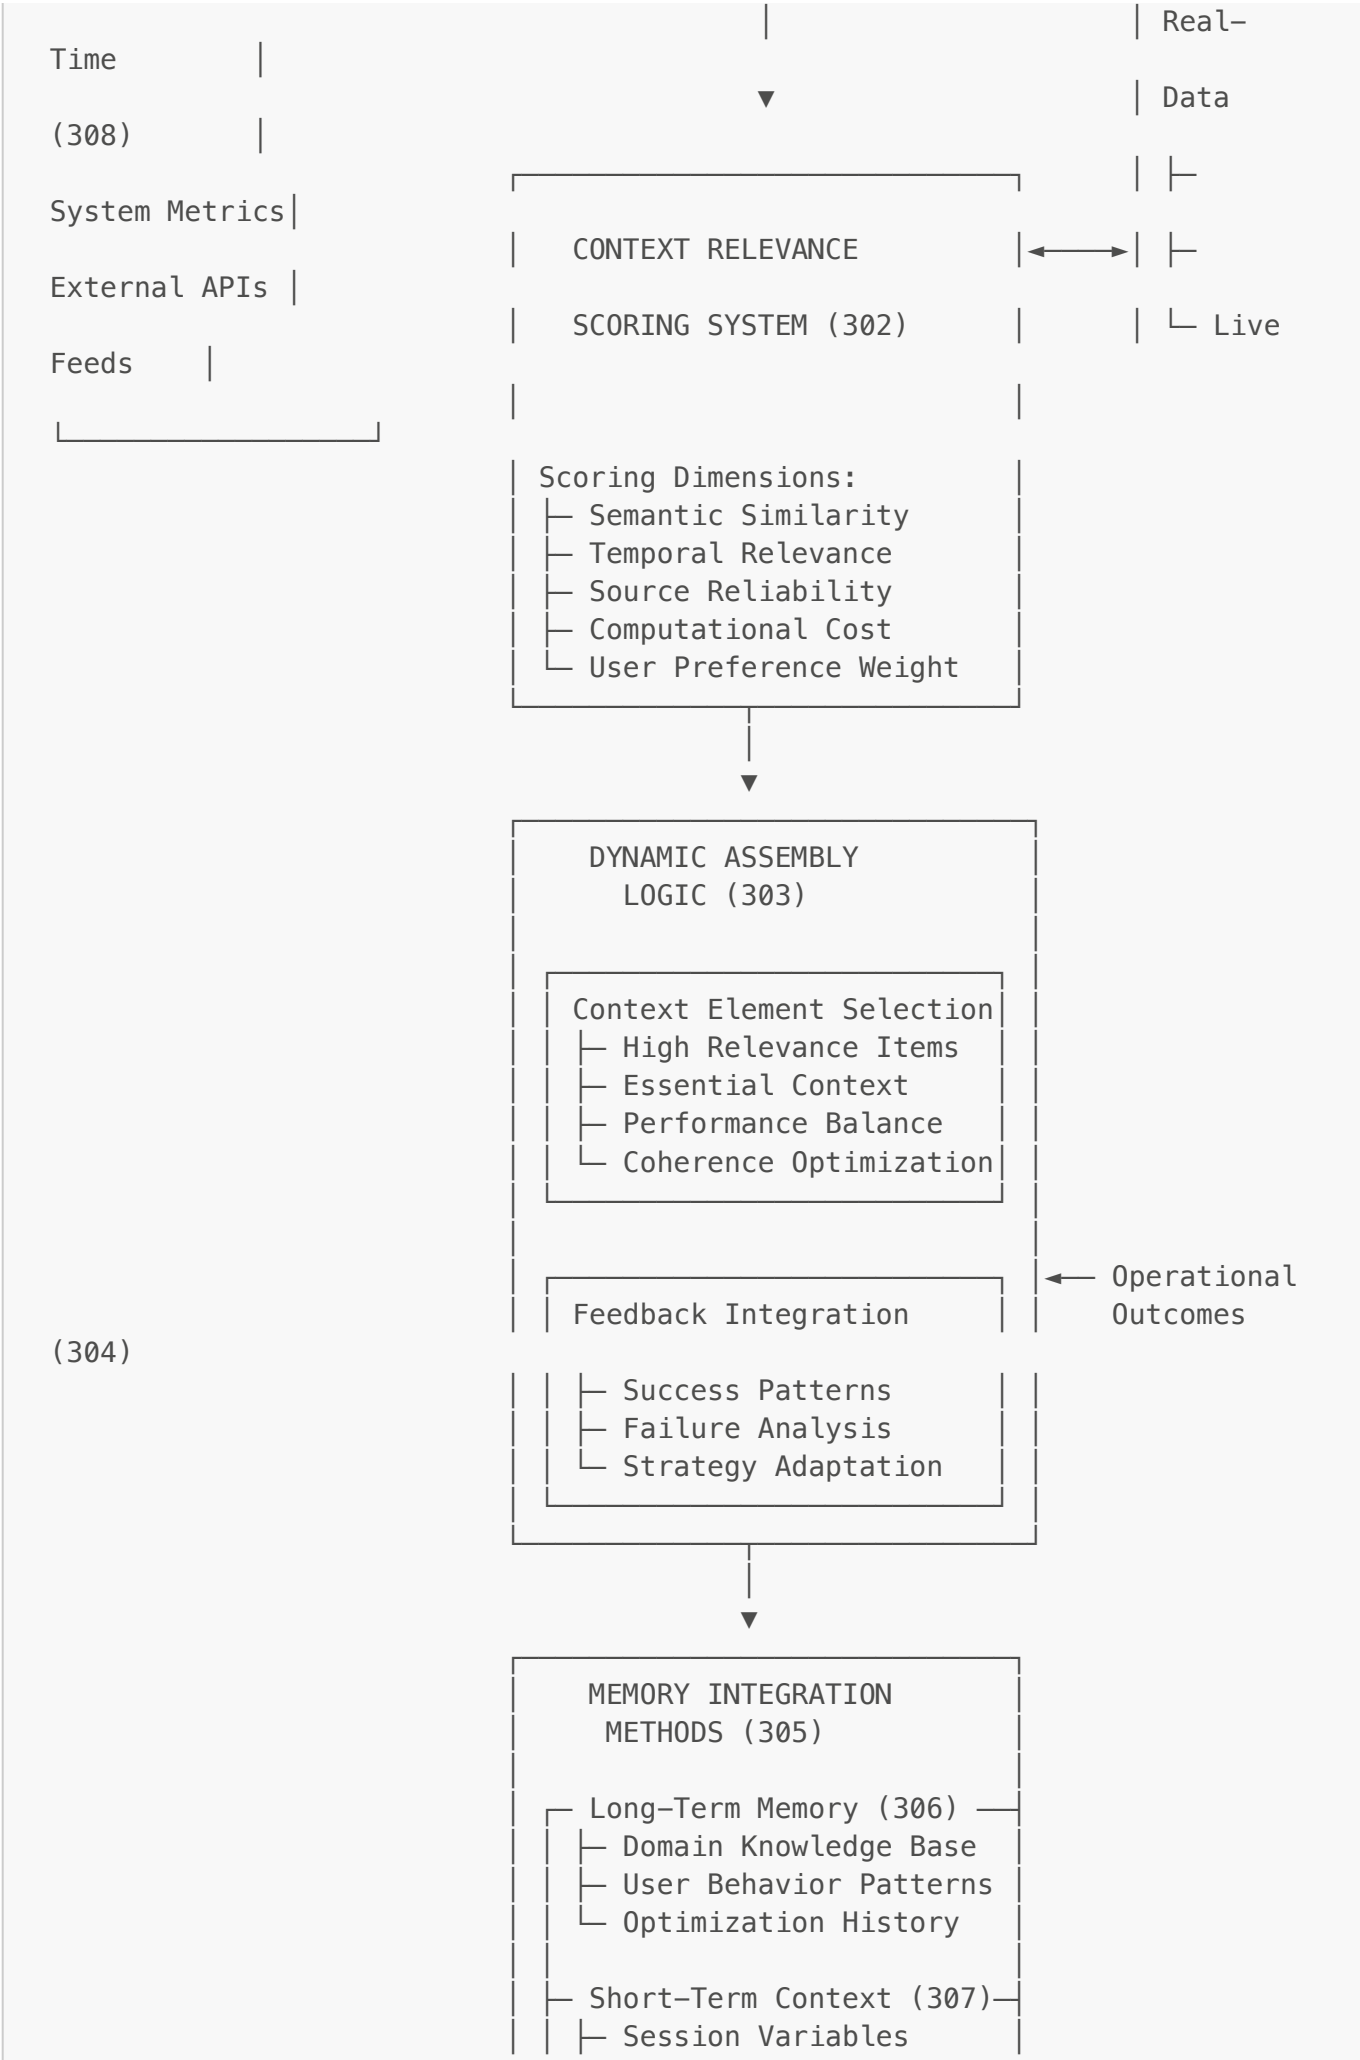 Real-
Time
Data
(308)
System Metrics
CONTEXT RELEVANCE
External APIs
SCORING SYSTEM (302)
Live
Feeds
Scoring Dimensions:
Semantic Similarity
Temporal Relevance
Source Reliability
Computational Cost
User Preference Weight
DYNAMIC ASSEMBLY
LOGIC (303)
Context Element Selection
High Relevance Items
Essential Context
Performance Balance
Coherence Optimization
Operational
Feedback Integration Outcomes
(304)
Success Patterns
Failure Analysis
Strategy Adaptation
MEMORY INTEGRATION
METHODS (305)
Long-Term Memory (306)
Domain Knowledge Base
User Behavior Patterns
Optimization History
Short-Term Context (307)
Session Variables